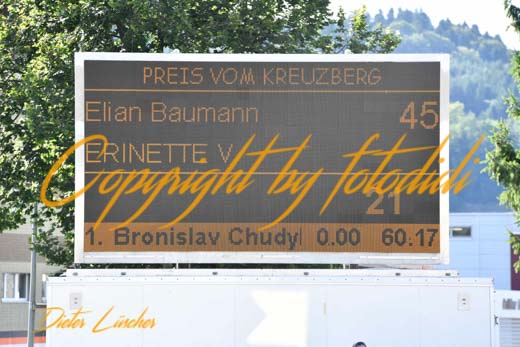 PREIS VOM KREUZBERG
Elian Baumann 45
ERINETTE V
Copyright by fotodidi
21
1. Bronislav Chudy 0.00 60.17
Dieter Lüscher